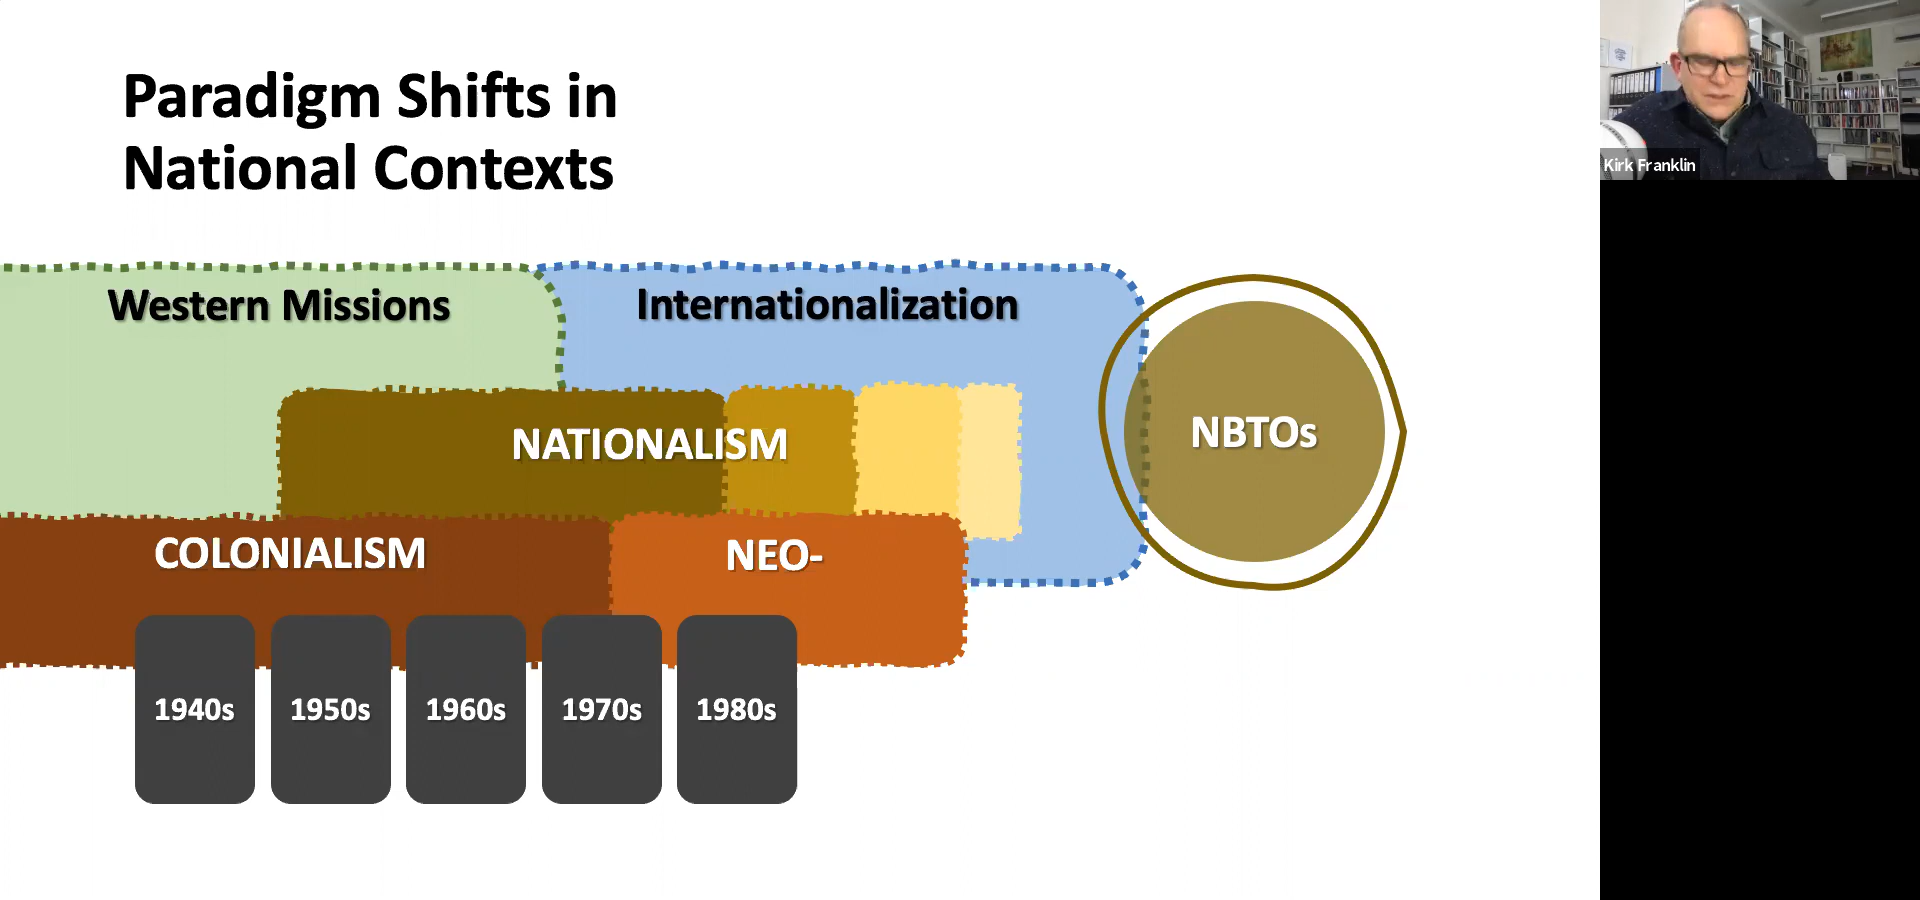 Paradigm Shifts in
National Contexts
Western Missions
Internationalization
NATIONALISM
NBTOs
COLONIALISM
NEO-
1940s
1950s
1960s
1970s
1980s
Kirk Franklin